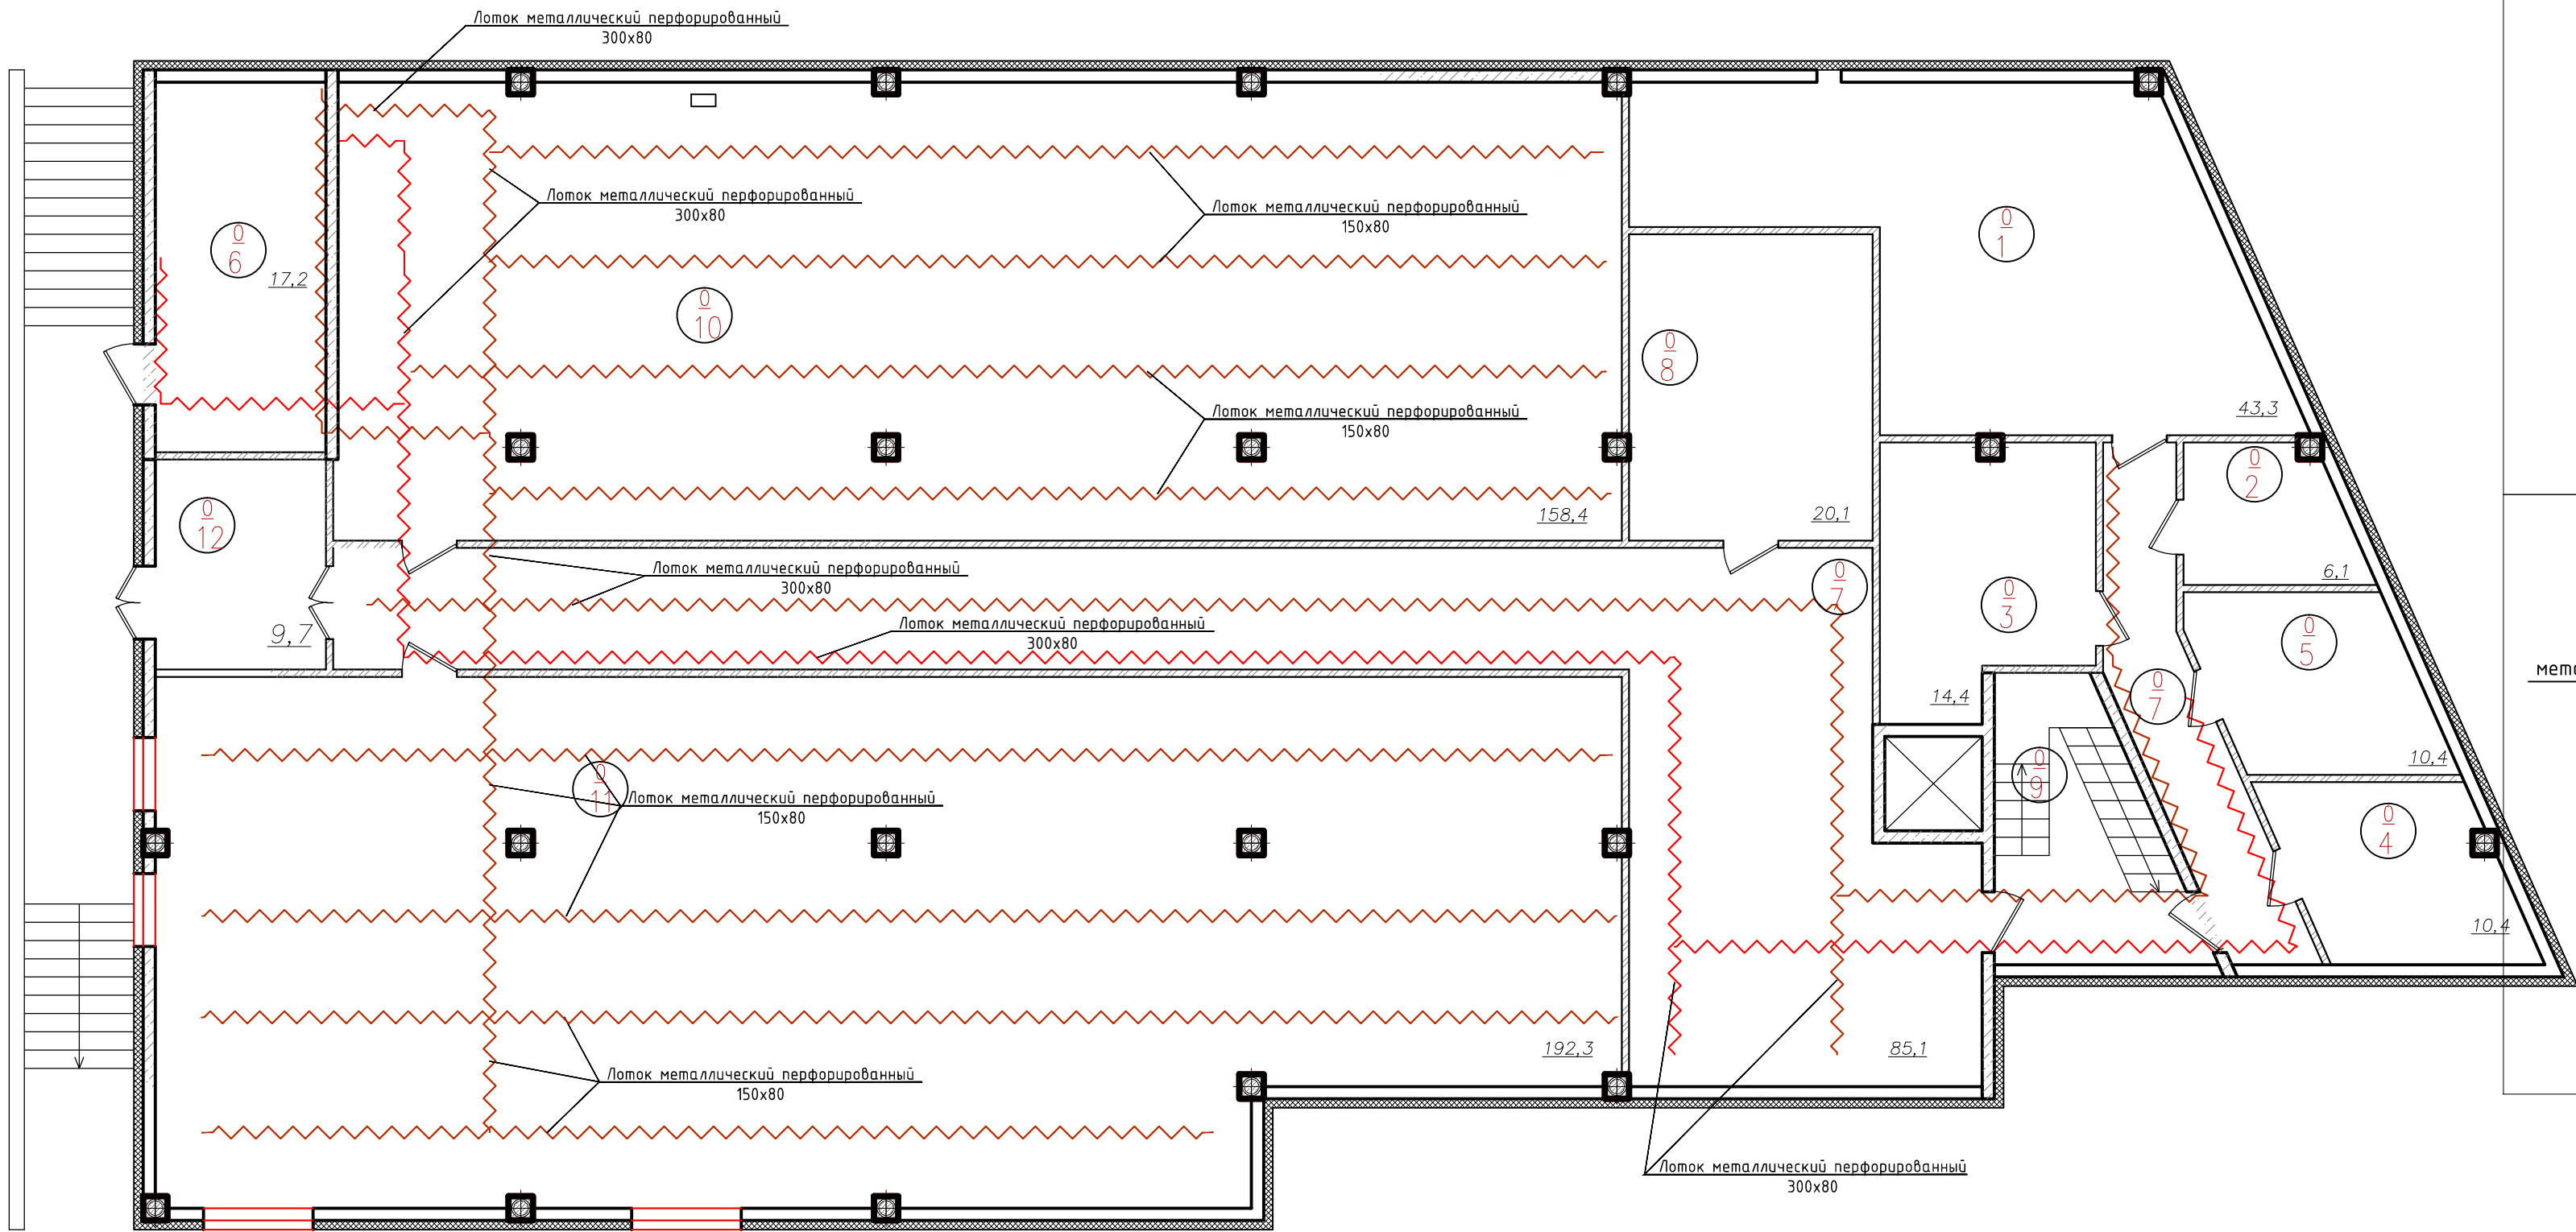 Лоток металлический перфорированный
300х80
Лоток металлический перфорированный
300х80
Лоток металлический перфорированный
150х80
0
6
17,2
0
10
0
1
0
8
Лоток металлический перфорированный
150х80
43,3
0
2
0
12
158,4
20,1
6,1
Лоток металлический перфорированный
300х80
0
7
0
3
9,7
Лоток металлический перфорированный
300х80
0
5
14,4
0
7
10,4
0
11
Лоток металлический перфорированный
150х80
0
9
0
4
10,4
192,3
85,1
Лоток металлический перфорированный
150х80
Лоток металлический перфорированный
300х80